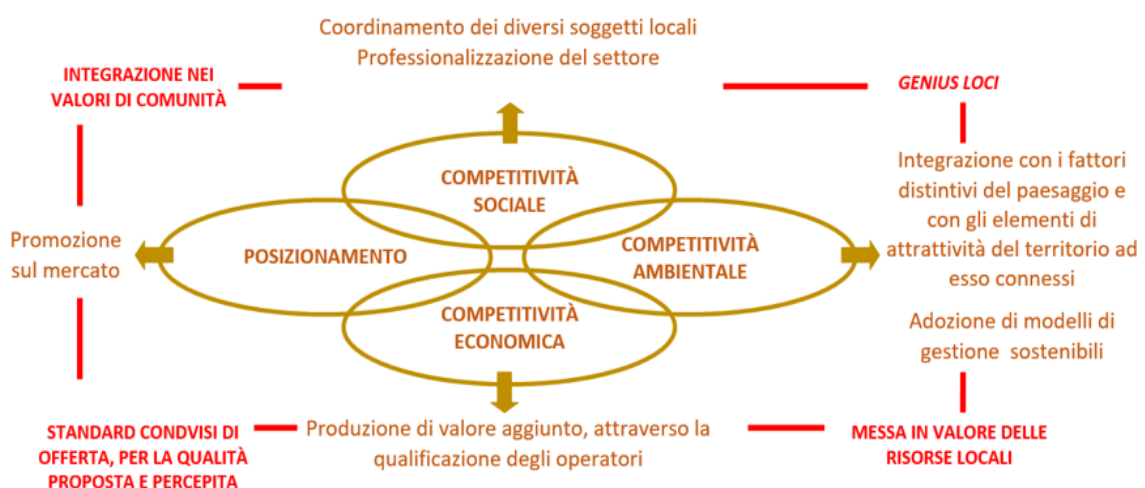 Coordinamento dei diversi soggetti locali
Professionalizzazione del settore
INTEGRAZIONE NEI
VALORI DI COMUNITÀ
GENIUS LOCI
COMPETITIVITÀ
SOCIALE
Integrazione con i fattori
distintivi del paesaggio e
con gli elementi di
attrattività del territorio ad
esso connessi
Promozione
sul mercato
POSIZIONAMENTO
COMPETITIVITÀ
AMBIENTALE
COMPETITIVITÀ
ECONOMICA
Adozione di modelli di
gestione sostenibili
STANDARD CONDVISI DI
OFFERTA, PER LA QUALITÀ
PROPOSTA E PERCEPITA
Produzione di valore aggiunto, attraverso la
qualificazione degli operatori
MESSA IN VALORE DELLE
RISORSE LOCALI